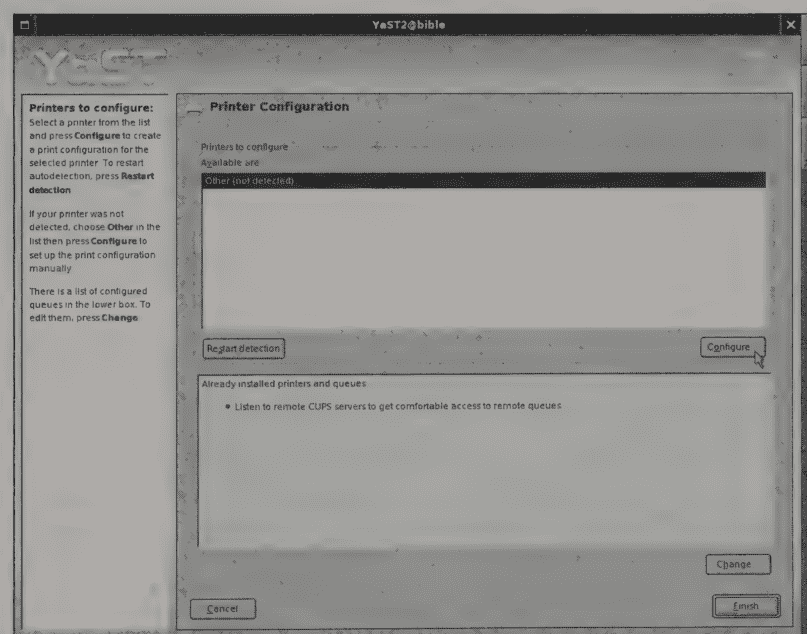 YaST2@bible
YaST
Printers to configure:
Select a printer from the list
and press Configure to create
a print configuration for the
selected printer. To restart
autodetection, press Restart
detection
If your printer was not
detected, choose Other in the
list then press Configure to
set up the print configuration
manually
There is a list of configured
queues in the lower box. To
edit them, press Change
Printer Configuration
Printers to configure
Available are
Other (not detected)
Restart detection
Configure
Already installed printers and queues
Listen to remote CUPS servers to get comfortable access to remote queues
Change
Cancel
Finish